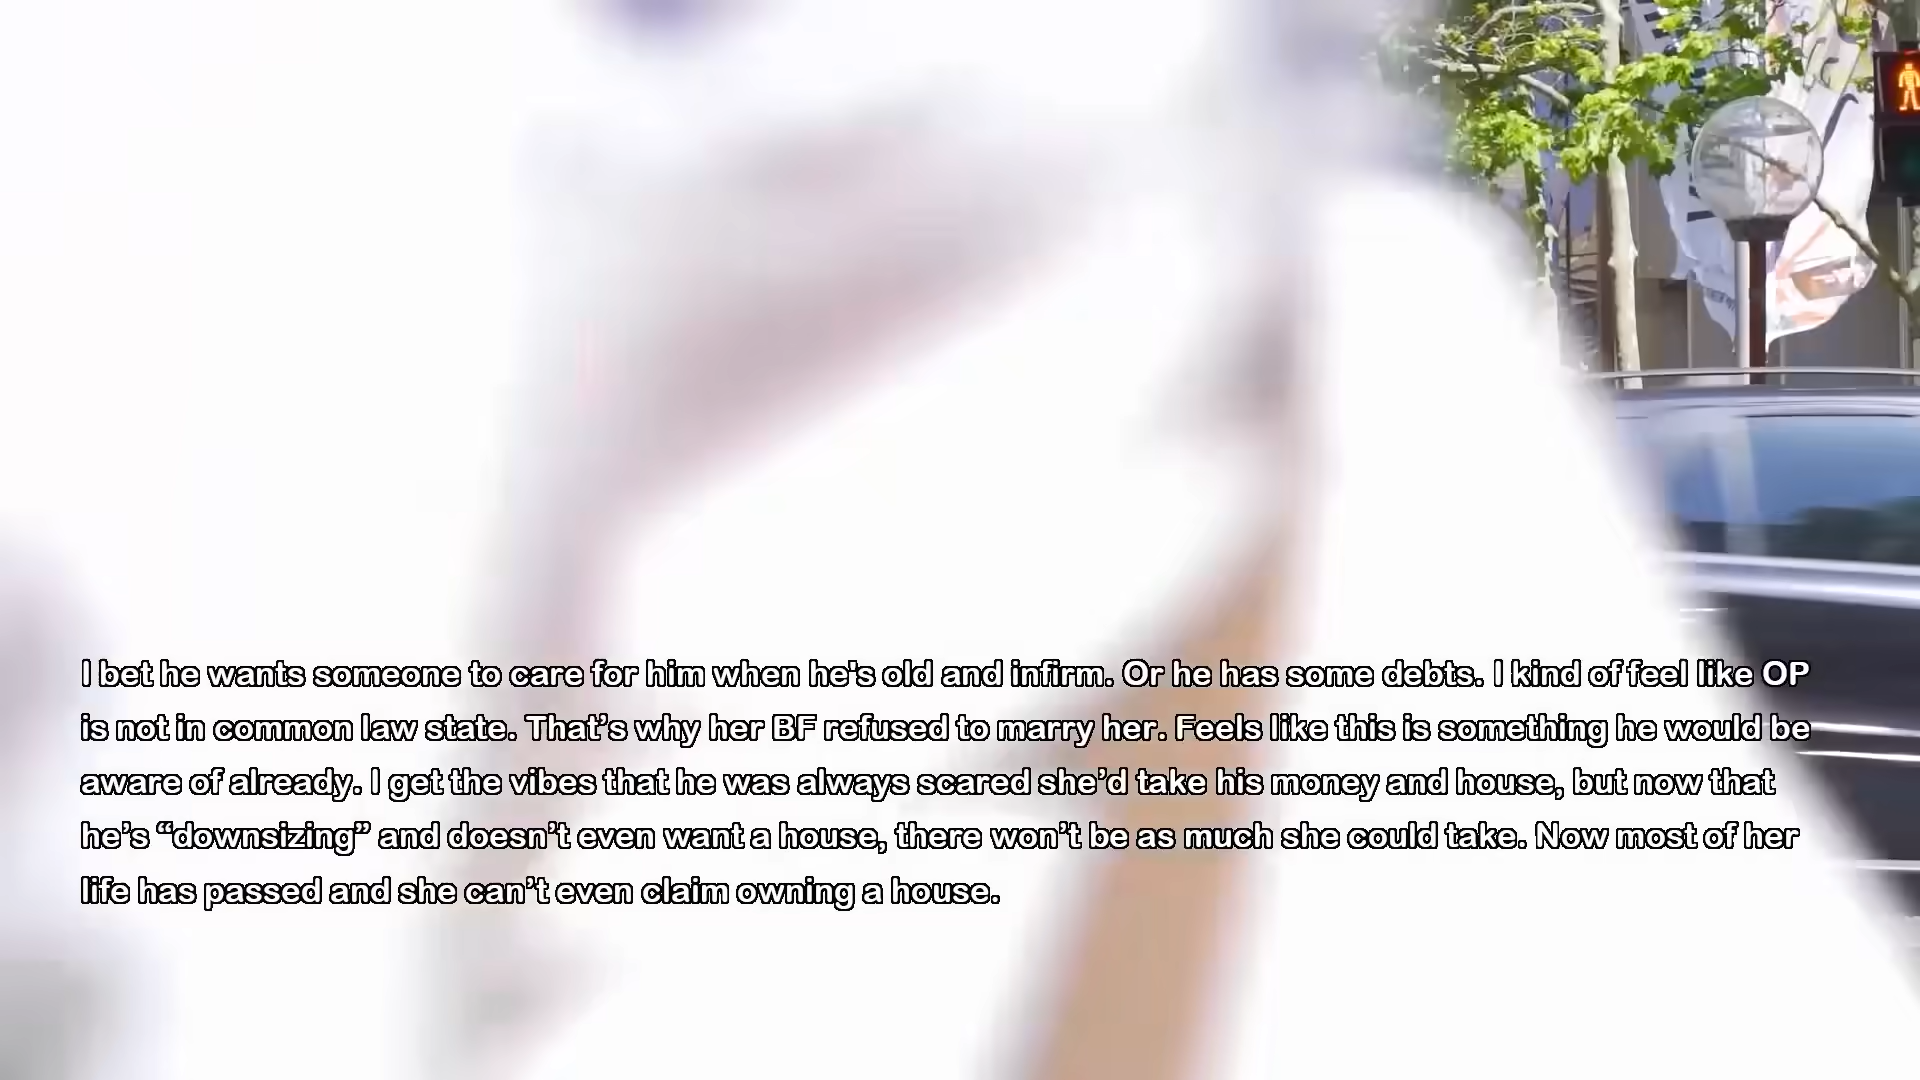 I bet he wants someone to care for him when he's old and infirm. Or he has some debts. I kind of feel like OP
is not in common law state. That’s why her BF refused to marry her. Feels like this is something he would be
aware of already. I get the vibes that he was always scared she’d take his money and house, but now that
he’s “downsizing” and doesn’t even want a house, there won’t be as much she could take. Now most of her
life has passed and she can’t even claim owning a house.